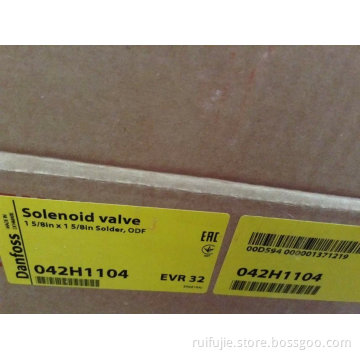 Danfoss
Solenoid valve
1 5/8in x 1 5/8in Solder, ODF
EAC
042H1104
EVR 32
00D594 000001371219
042H1104
ruifujie.store.bossgoo.com